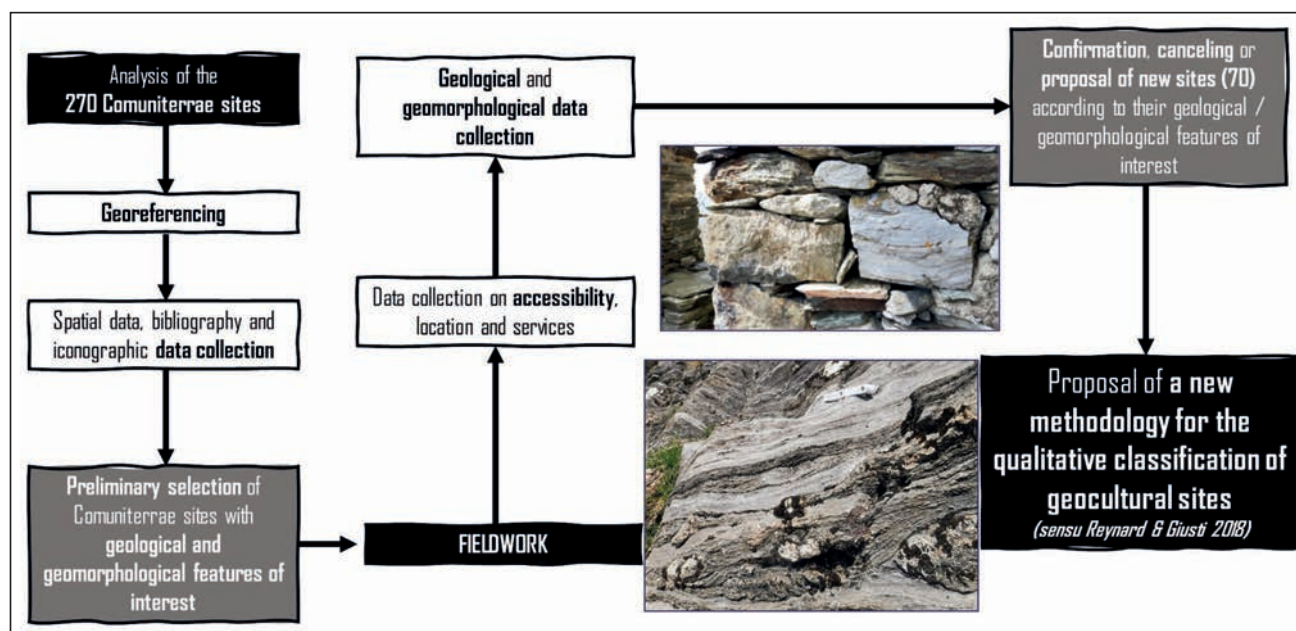 Analysis of the
270 Comuniterrae sites
Georeferencing
Spatial data, bibliography and
iconographic data collection
Preliminary selection of
Comuniterrae sites with
geological and
geomorphological features of
interest
FIELDWORK
Data collection on accessibility,
location and services
Geological and
geomorphological data
collection
Confirmation, canceling or
proposal of new sites (70)
according to their geological /
geomorphological features of
interest
Proposal of a new
methodology for the
qualitative classification of
geocultural sites
(sensu Reynard & Giusti 2018)